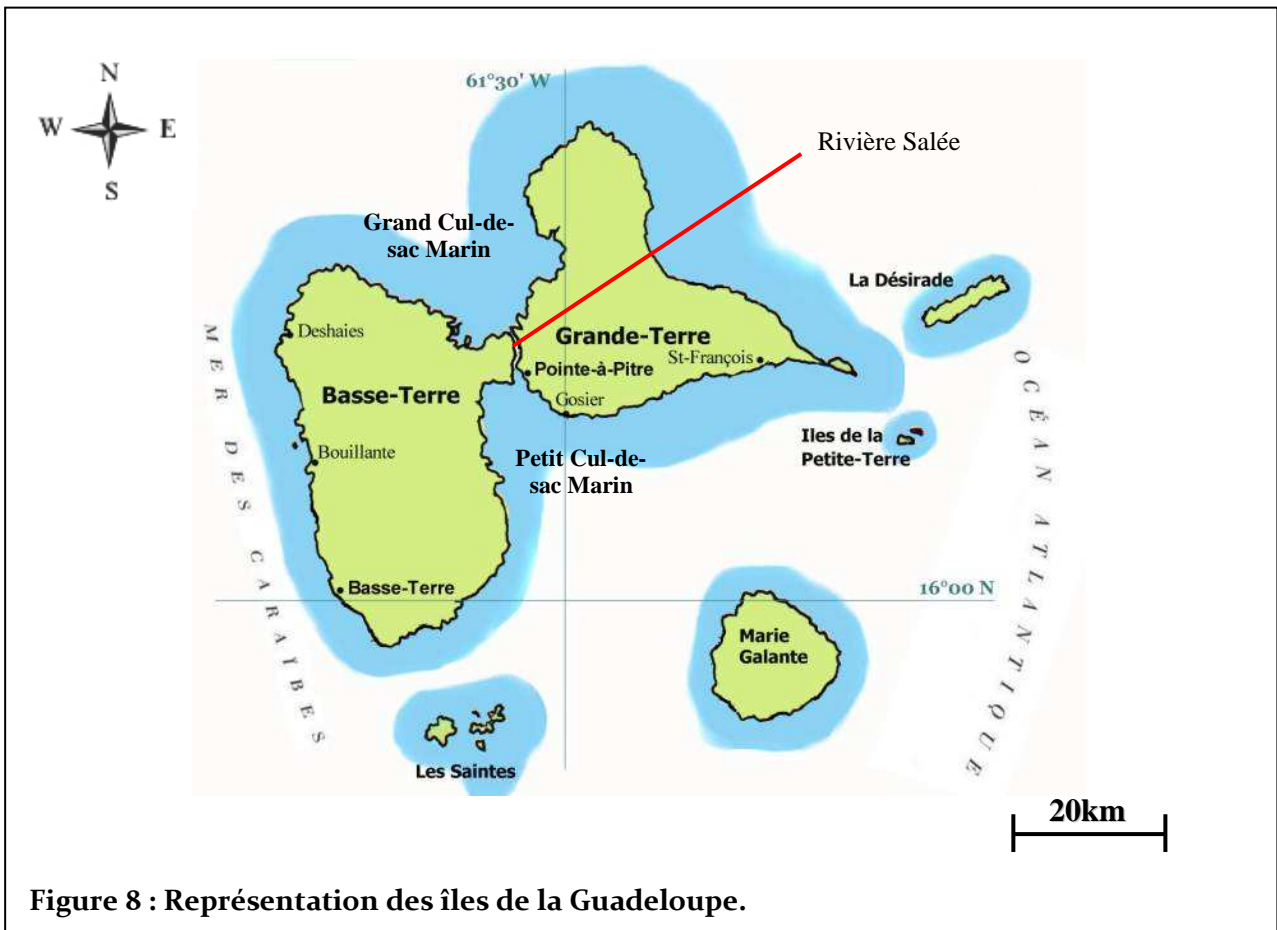 N
61°30' W
W
E
Rivière Salée
S
Grand Cul-de-
sac Marin
La Désirade
Deshaies
Grande-Terre
St-François
Pointe-à-Pitre
Basse-Terre
Gosier
MER DES CARAÏBES
OCÉAN ATLANTIQUE
Iles de la
Petite-Terre
Bouillante
Petit Cul-de-
sac Marin
Basse-Terre
16°00 N
Marie
Galante
Les Saintes
20km
Figure 8 : Représentation des îles de la Guadeloupe.